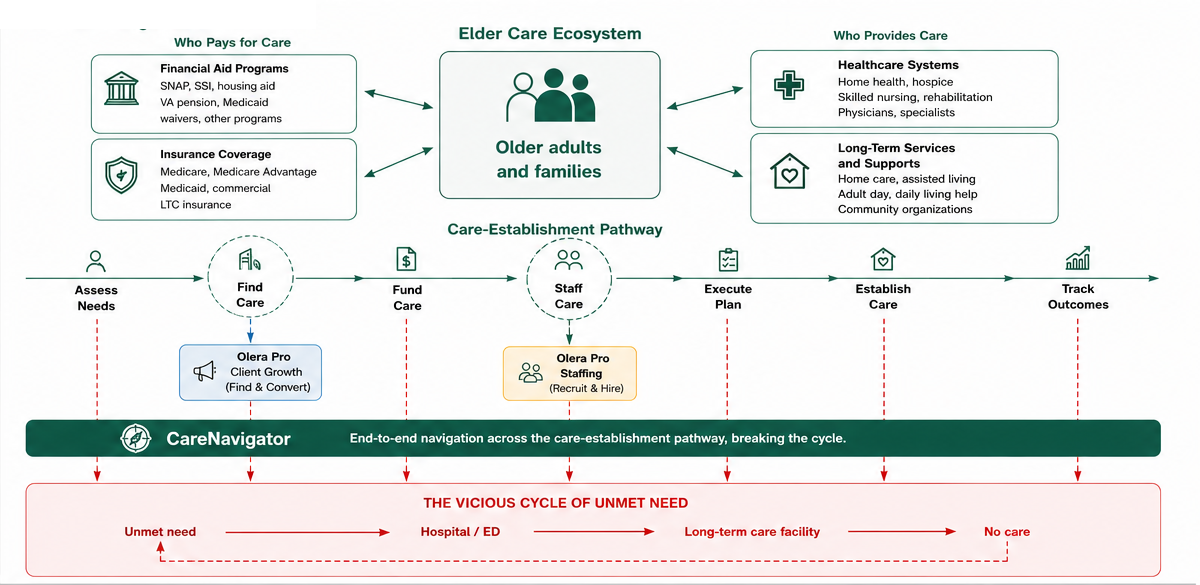 Elder Care Ecosystem
Who Pays for Care
Who Provides Care
Financial Aid Programs
SNAP, SSI, housing aid
VA pension, Medicaid
waivers, other programs
Insurance Coverage
Medicare, Medicare Advantage
Medicaid, commercial
LTC insurance
Older adults
and families
Healthcare Systems
Home health, hospice
Skilled nursing, rehabilitation
Physicians, specialists
Long-Term Services
and Supports
Home care, assisted living
Adult day, daily living help
Community organizations
Care-Establishment Pathway
Assess
Needs
Find
Care
$
Fund
Care
Staff
Care
Execute
Plan
Establish
Care
Track
Outcomes
Olera Pro
Client Growth
(Find & Convert)
Olera Pro
Staffing
(Recruit & Hire)
CareNavigator
End-to-end navigation across the care-establishment pathway, breaking the cycle.
THE VICIOUS CYCLE OF UNMET NEED
Unmet need
Hospital / ED
Long-term care facility
No care